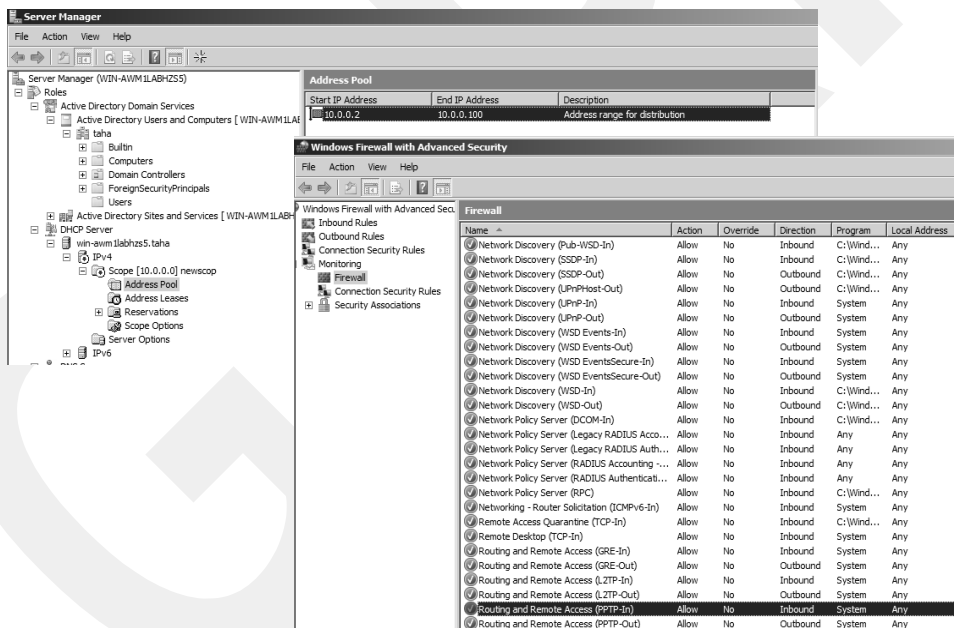 Server Manager
File Action View Help
Server Manager (WIN-AWM1LABHZS5)
Roles
Active Directory Domain Services
Active Directory Users and Computers [ WIN-AWM1LAB
taha
Builtin
Computers
Domain Controllers
ForeignSecurityPrincipals
Users
Active Directory Sites and Services [ WIN-AWM1LABH
DHCP Server
win-awm1labhzs5.taha
IPv4
Scope [10.0.0.0] newscop
Address Pool
Address Leases
Reservations
Scope Options
Server Options
IPv6
Address Pool
Start IP Address End IP Address Description
10.0.0.2 10.0.0.100 Address range for distribution
Windows Firewall with Advanced Security
File Action View Help
Windows Firewall with Advanced Secu
Inbound Rules
Outbound Rules
Connection Security Rules
Monitoring
Firewall
Connection Security Rules
Security Associations
Firewall
Name Action Override Direction Program Local Address
Network Discovery (Pub-WSD-In) Allow No Inbound C:\Wind... Any
Network Discovery (SSDP-In) Allow No Inbound C:\Wind... Any
Network Discovery (SSDP-Out) Allow No Outbound C:\Wind... Any
Network Discovery (UPnPHost-Out) Allow No Outbound C:\Wind... Any
Network Discovery (UPnP-In) Allow No Inbound System Any
Network Discovery (UPnP-Out) Allow No Outbound System Any
Network Discovery (WSD Events-In) Allow No Inbound System Any
Network Discovery (WSD Events-Out) Allow No Outbound System Any
Network Discovery (WSD EventsSecure-In) Allow No Inbound System Any
Network Discovery (WSD EventsSecure-Out) Allow No Outbound System Any
Network Discovery (WSD-In) Allow No Inbound C:\Wind... Any
Network Discovery (WSD-Out) Allow No Outbound C:\Wind... Any
Network Policy Server (DCOM-In) Allow No Inbound C:\Wind... Any
Network Policy Server (Legacy RADIUS Acco... Allow No Inbound Any Any
Network Policy Server (Legacy RADIUS Auth... Allow No Inbound Any Any
Network Policy Server (RADIUS Accounting -... Allow No Inbound Any Any
Network Policy Server (RADIUS Authenticati... Allow No Inbound Any Any
Network Policy Server (RPC) Allow No Inbound C:\Wind... Any
Networking - Router Solicitation (ICMPv6-In) Allow No Inbound System Any
Remote Access Quarantine (TCP-In) Allow No Inbound C:\Wind... Any
Remote Desktop (TCP-In) Allow No Inbound System Any
Routing and Remote Access (GRE-In) Allow No Inbound System Any
Routing and Remote Access (GRE-Out) Allow No Outbound System Any
Routing and Remote Access (L2TP-In) Allow No Inbound System Any
Routing and Remote Access (L2TP-Out) Allow No Outbound System Any
Routing and Remote Access (PPTP-In) Allow No Inbound System Any
Routing and Remote Access (PPTP-Out) Allow No Outbound System Any